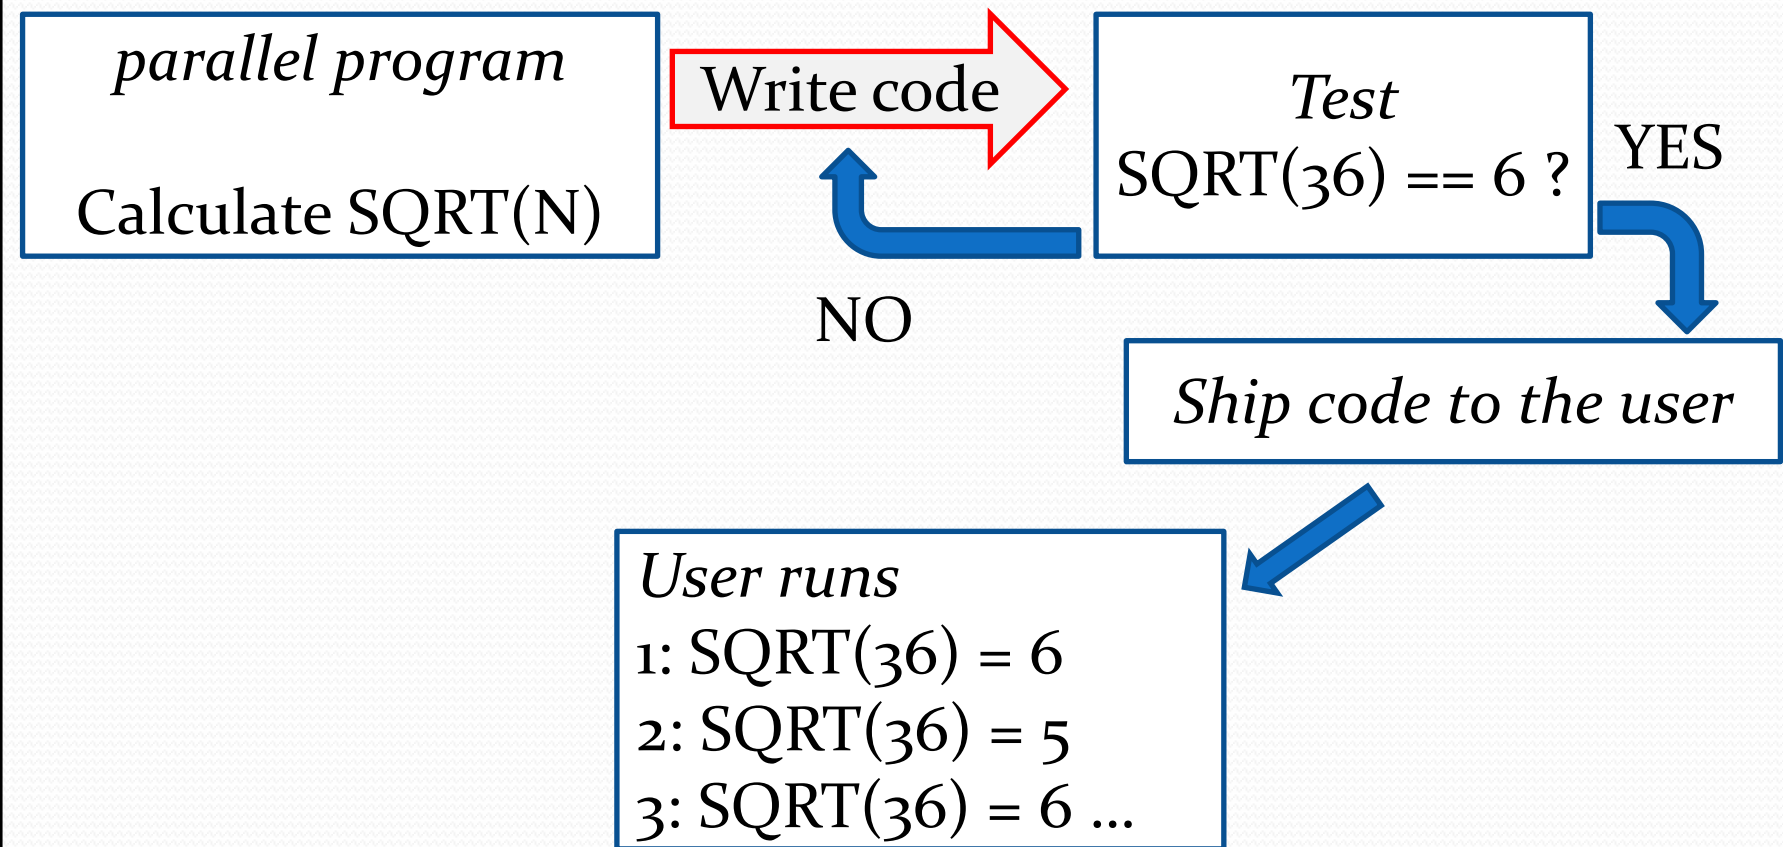 parallel program
Calculate SQRT(N)
Write code
Test
SQRT(36) == 6 ?
YES
NO
Ship code to the user
User runs
1: SQRT(36) = 6
2: SQRT(36) = 5
3: SQRT(36) = 6 ...